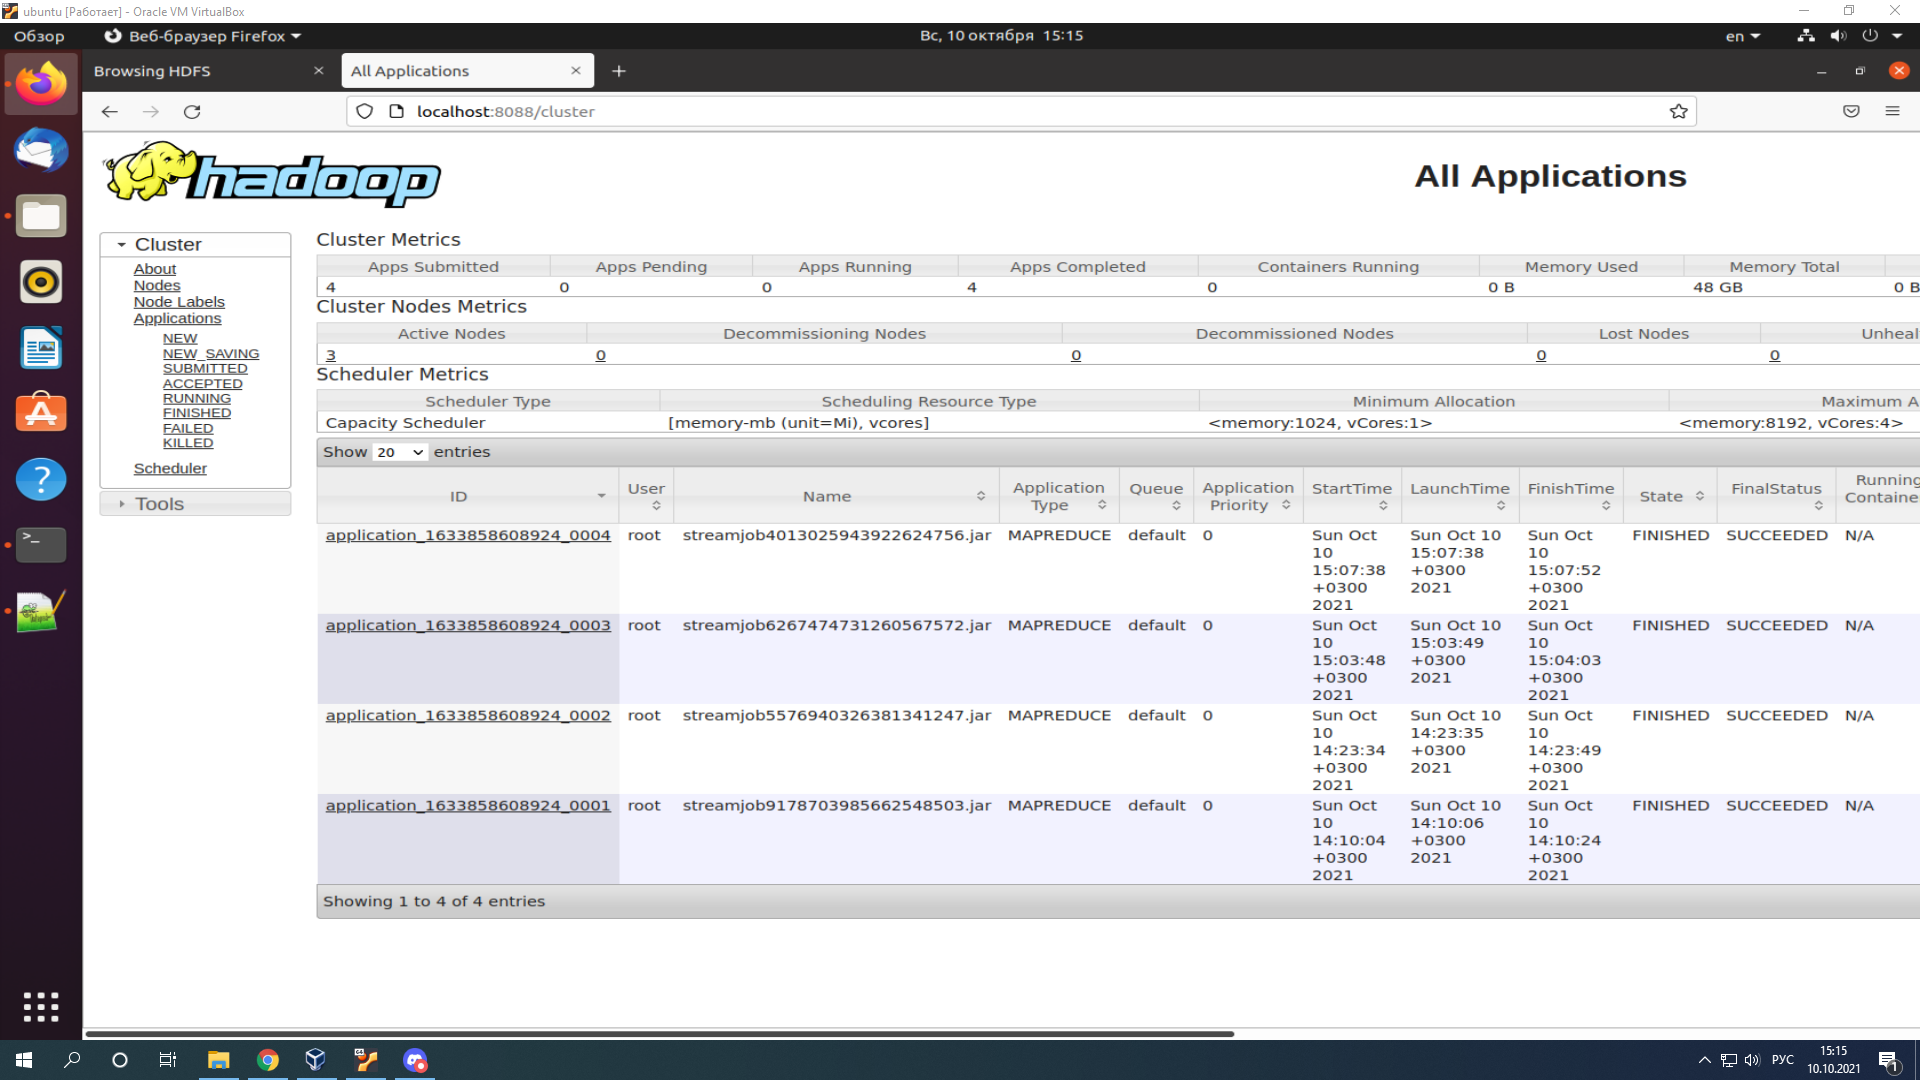 ubuntu [Работает] - Oracle VM VirtualBox
Обзор
Веб-браузер Firefox
Вс, 10 октября 15:15
en
Browsing HDFS
All Applications
localhost:8088/cluster
hadoop
All Applications
Cluster
About
Nodes
Node Labels
Applications
NEW
NEW_SAVING
SUBMITTED
ACCEPTED
RUNNING
FINISHED
FAILED
KILLED
Scheduler
Tools
Cluster Metrics
Apps Submitted Apps Pending Apps Running Apps Completed Containers Running Memory Used Memory Total
4 0 0 4 0 0 B 48 GB 0 B
Cluster Nodes Metrics
Active Nodes Decommissioning Nodes Decommissioned Nodes Lost Nodes Unheal
3 0 0 0 0
Scheduler Metrics
Scheduler Type Scheduling Resource Type Minimum Allocation Maximum A
Capacity Scheduler [memory-mb (unit=Mi), vcores] <memory:1024, vCores:1> <memory:8192, vCores:4>
Show 20 entries
ID User Name Application Type Queue Application Priority StartTime LaunchTime FinishTime State FinalStatus Running Containe
application_1633858608924_0004 root streamjob4013025943922624756.jar MAPREDUCE default 0 Sun Oct 10 15:07:38 +0300 2021 Sun Oct 10 15:07:38 +0300 2021 Sun Oct 10 15:07:52 +0300 2021 FINISHED SUCCEEDED N/A
application_1633858608924_0003 root streamjob6267474731260567572.jar MAPREDUCE default 0 Sun Oct 10 15:03:48 +0300 2021 Sun Oct 10 15:03:49 +0300 2021 Sun Oct 10 15:04:03 +0300 2021 FINISHED SUCCEEDED N/A
application_1633858608924_0002 root streamjob5576940326381341247.jar MAPREDUCE default 0 Sun Oct 10 14:23:34 +0300 2021 Sun Oct 10 14:23:35 +0300 2021 Sun Oct 10 14:23:49 +0300 2021 FINISHED SUCCEEDED N/A
application_1633858608924_0001 root streamjob9178703985662548503.jar MAPREDUCE default 0 Sun Oct 10 14:10:04 +0300 2021 Sun Oct 10 14:10:06 +0300 2021 Sun Oct 10 14:10:24 +0300 2021 FINISHED SUCCEEDED N/A
Showing 1 to 4 of 4 entries
РУС
15:15
10.10.2021
1